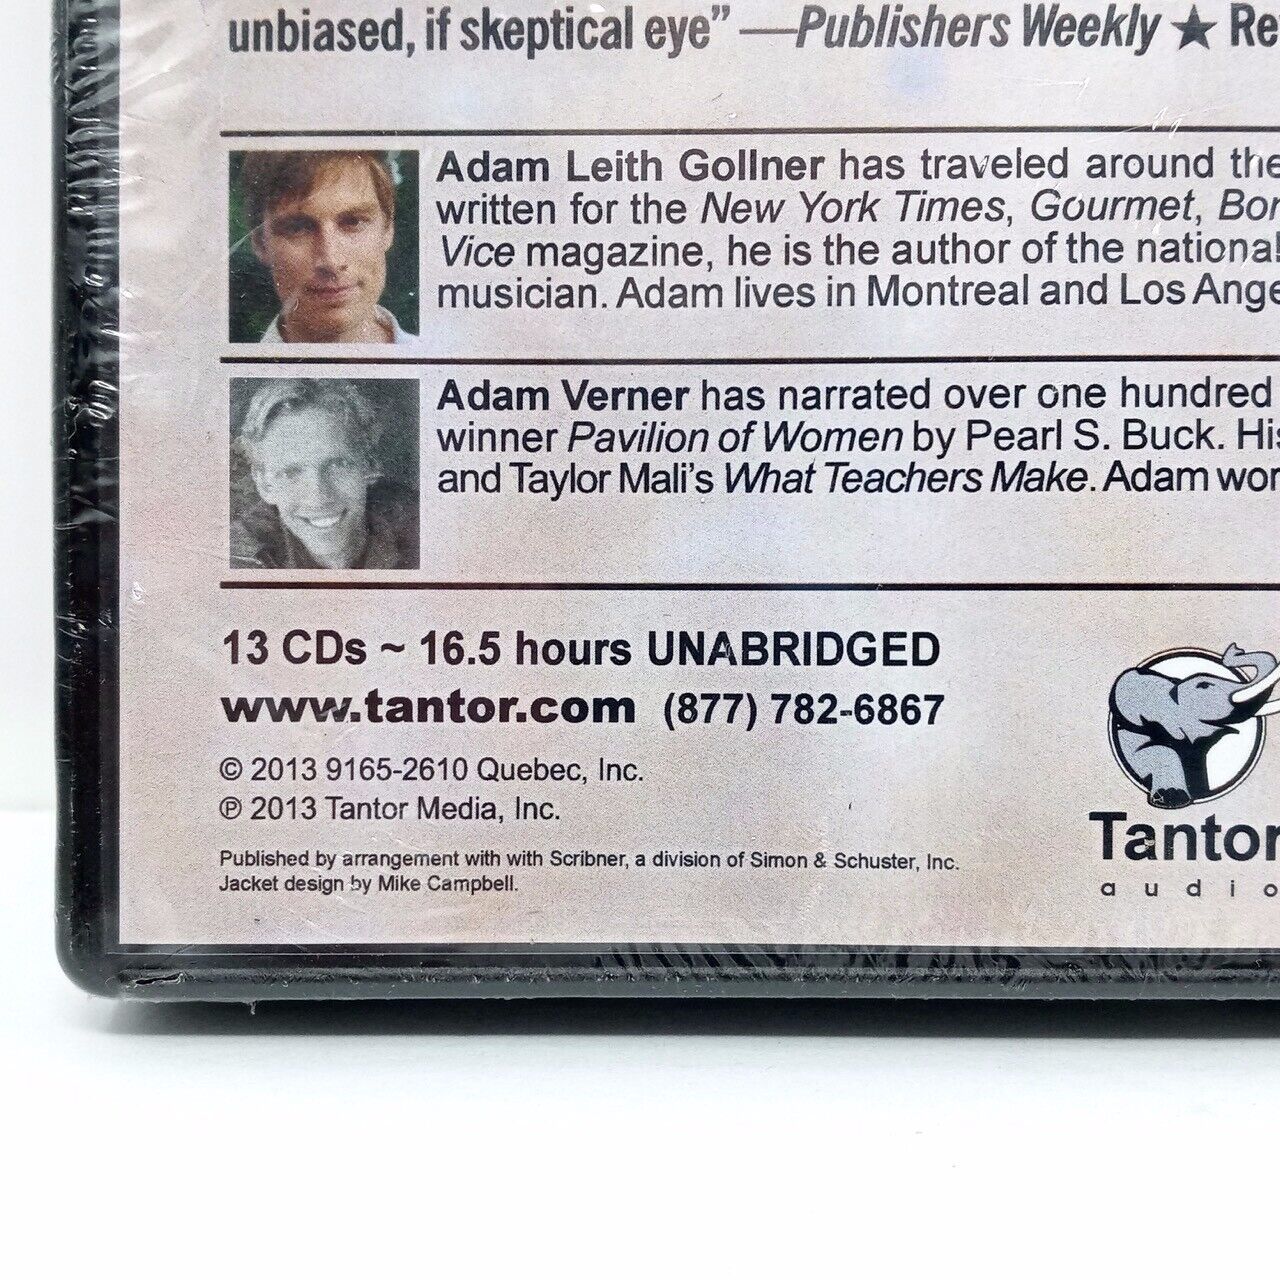 unbiased, if skeptical eye” —Publishers Weekly ★ Re
Adam Leith Gollner has traveled around the
written for the New York Times, Gourmet, Bon
Vice magazine, he is the author of the national
musician. Adam lives in Montreal and Los Ange
Adam Verner has narrated over one hundred
winner Pavilion of Women by Pearl S. Buck. His
and Taylor Mali’s What Teachers Make. Adam wor
13 CDs ~ 16.5 hours UNABRIDGED
www.tantor.com (877) 782-6867
© 2013 9165-2610 Quebec, Inc.
℗ 2013 Tantor Media, Inc.
Published by arrangement with with Scribner, a division of Simon & Schuster, Inc.
Jacket design by Mike Campbell.
Tantor
audio